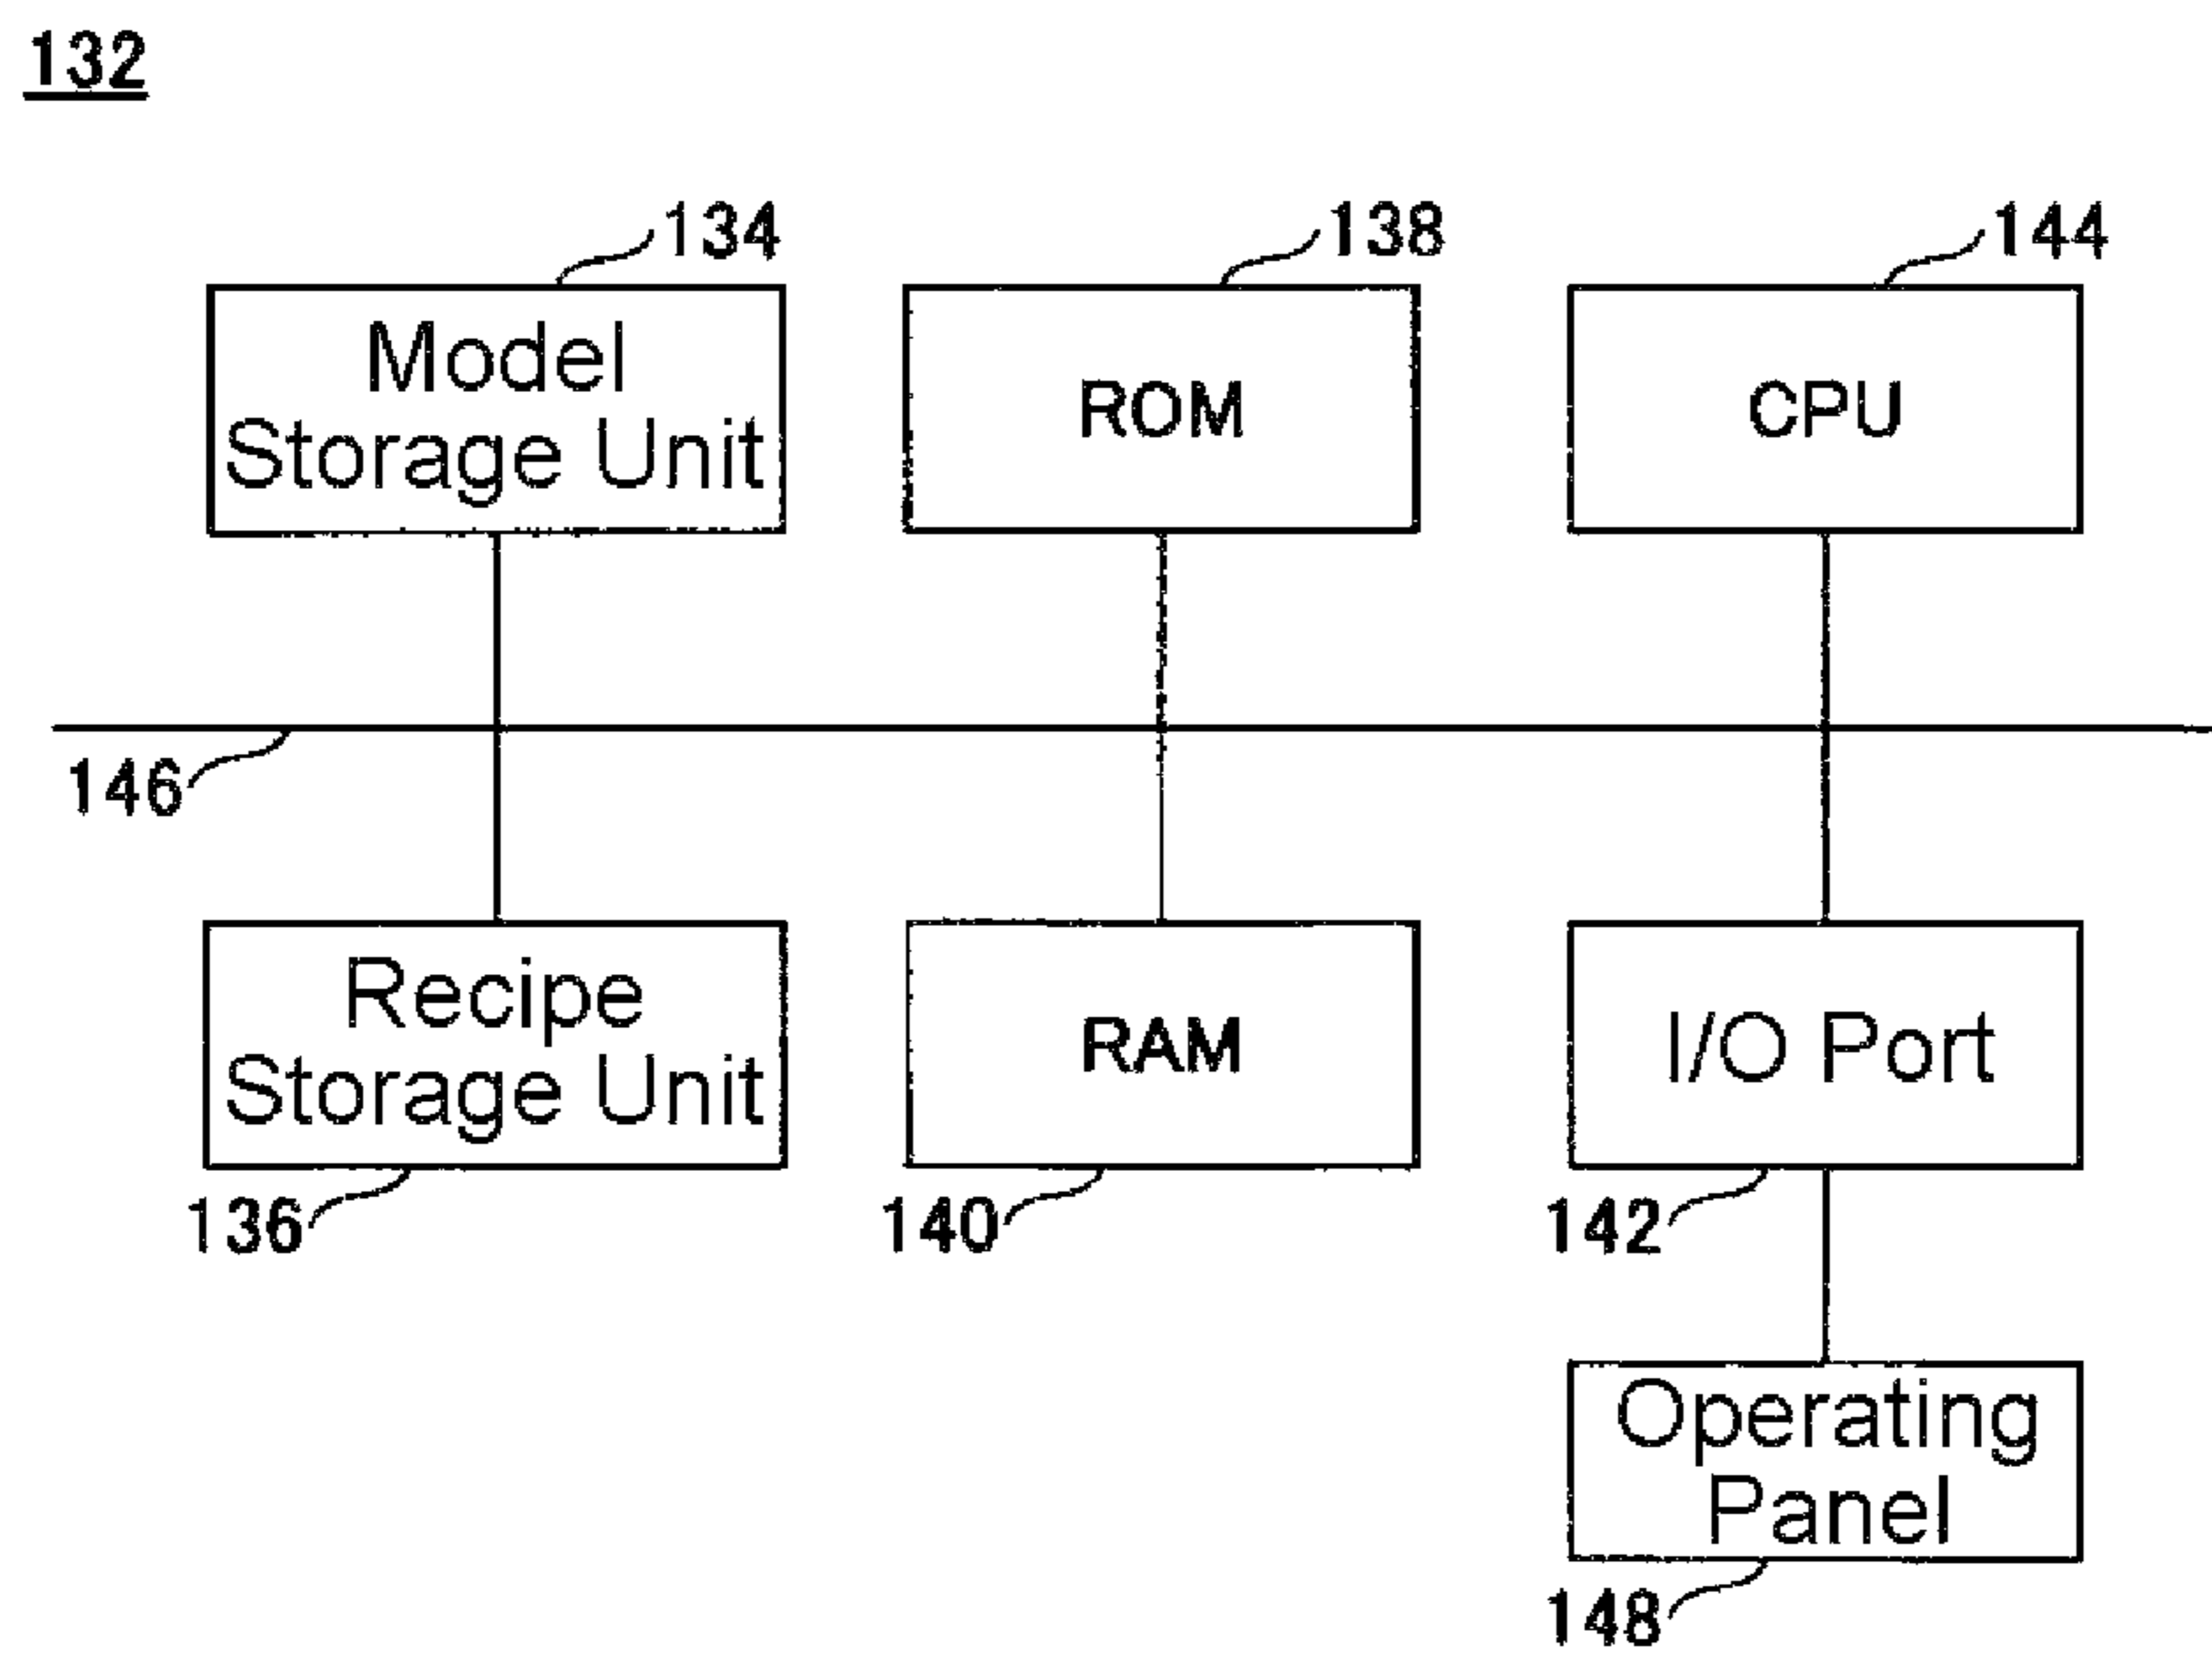 132
134
138
144
Model
Storage Unit
ROM
CPU
146
Recipe
Storage Unit
RAM
I/O Port
136
140
142
Operating
Panel
148